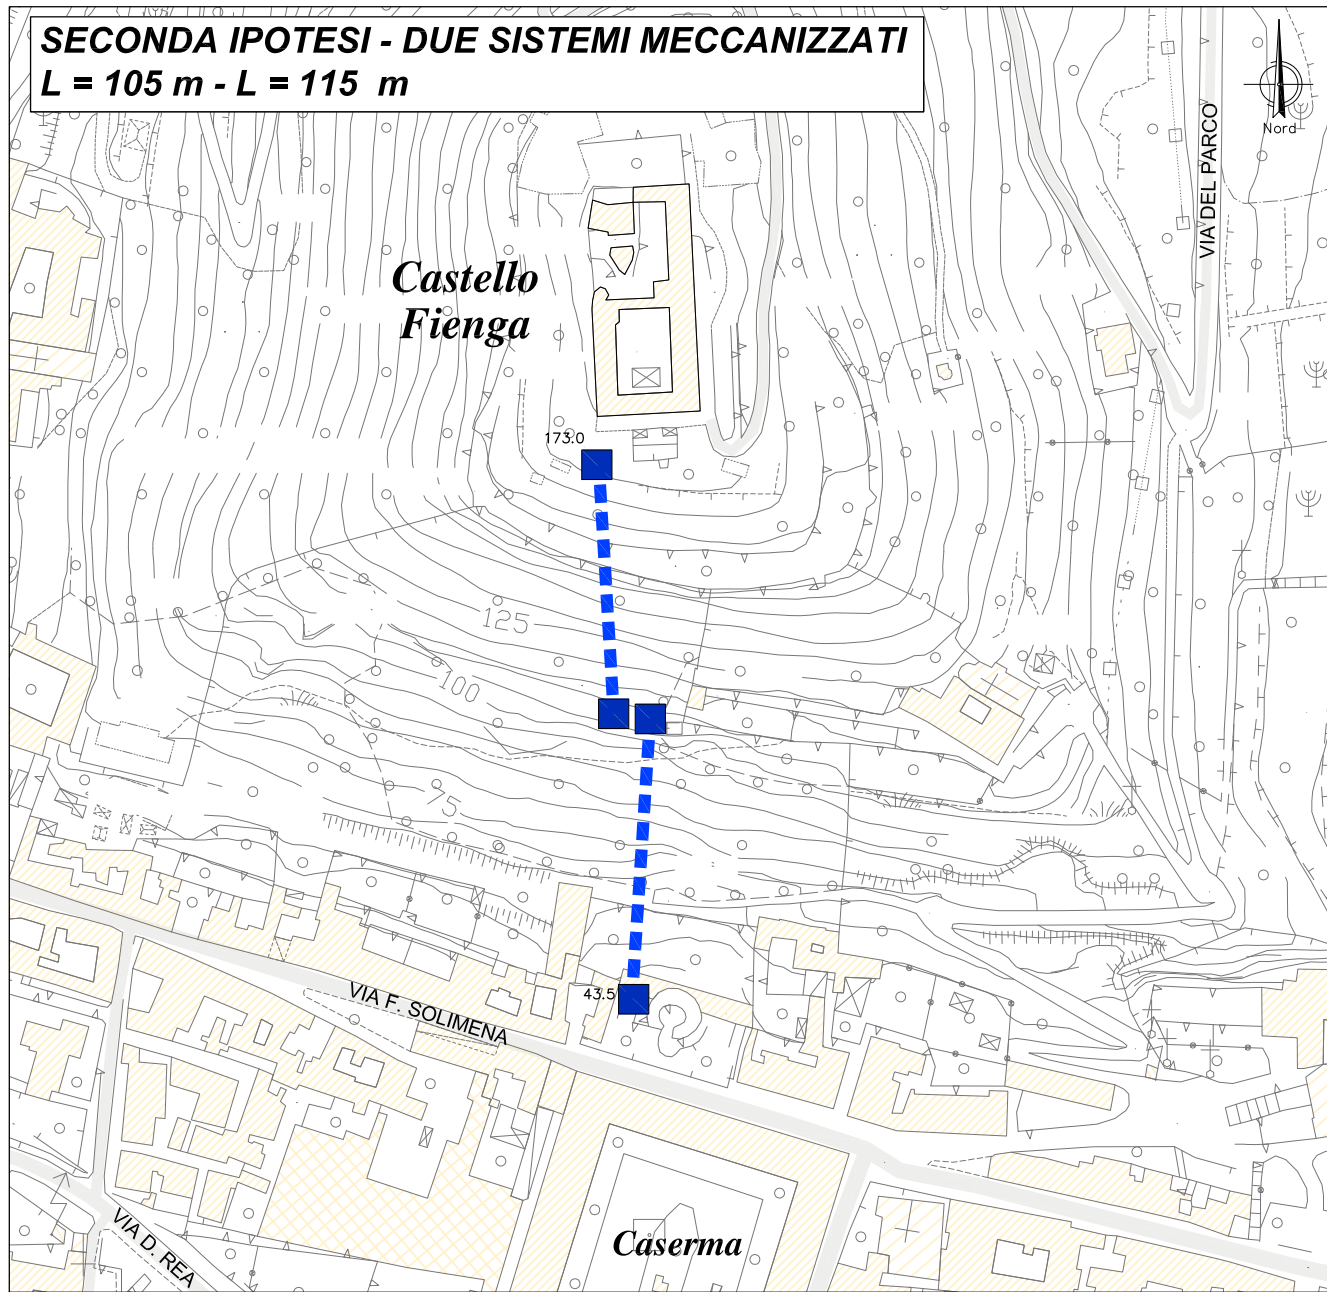 SECONDA IPOTESI - DUE SISTEMI MECCANIZZATI
L = 105 m - L = 115 m
Nord
VIA DEL PARCO
Castello
Fienga
173.0
125
100
75
43.5
VIA F. SOLIMENA
VIA D. REA
Caserma